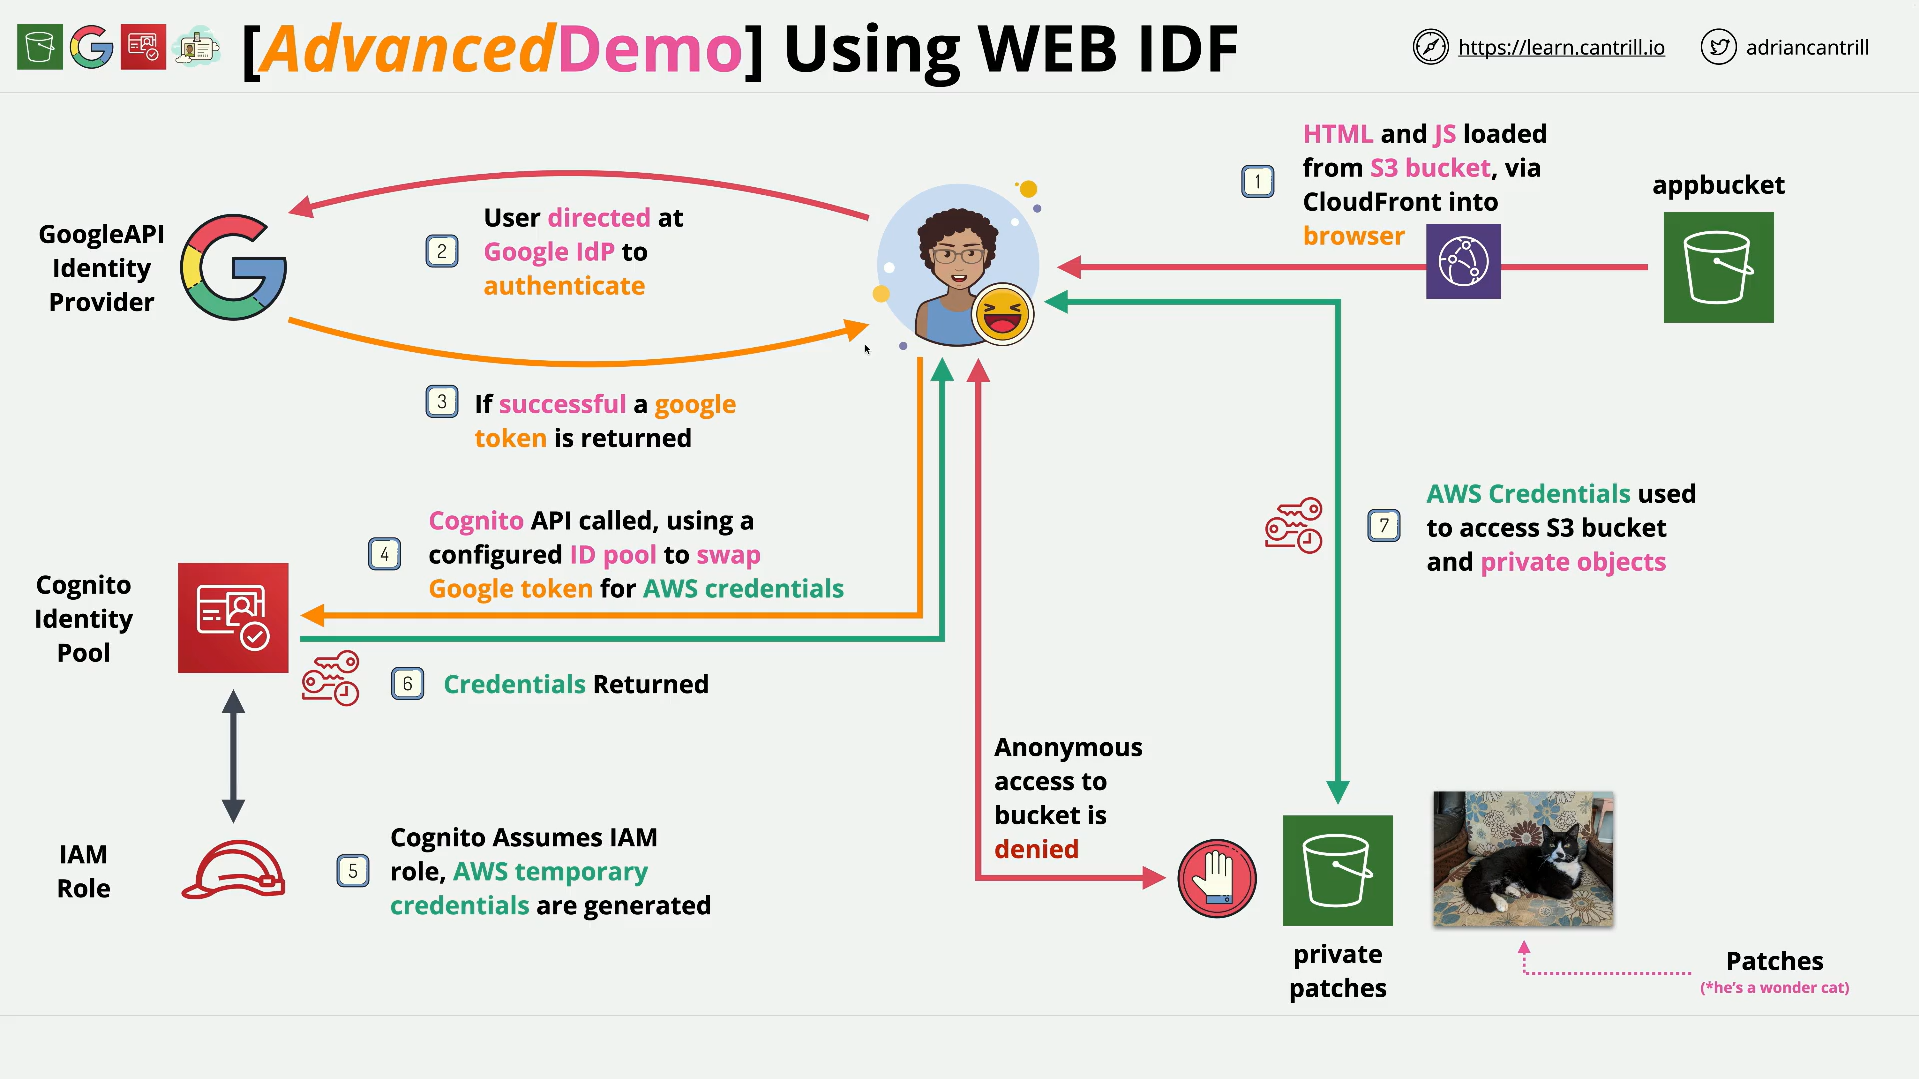 [AdvancedDemo] Using WEB IDF
https://learn.cantrill.io
adriancantrill
1
HTML and JS loaded
from S3 bucket, via
CloudFront into
browser
appbucket
GoogleAPI
Identity
Provider
2
User directed at
Google IdP to
authenticate
3
If successful a google
token is returned
4
Cognito API called, using a
configured ID pool to swap
Google token for AWS credentials
Cognito
Identity
Pool
6
Credentials Returned
7
AWS Credentials used
to access S3 bucket
and private objects
IAM
Role
5
Cognito Assumes IAM
role, AWS temporary
credentials are generated
Anonymous
access to
bucket is
denied
private
patches
Patches
(*he's a wonder cat)